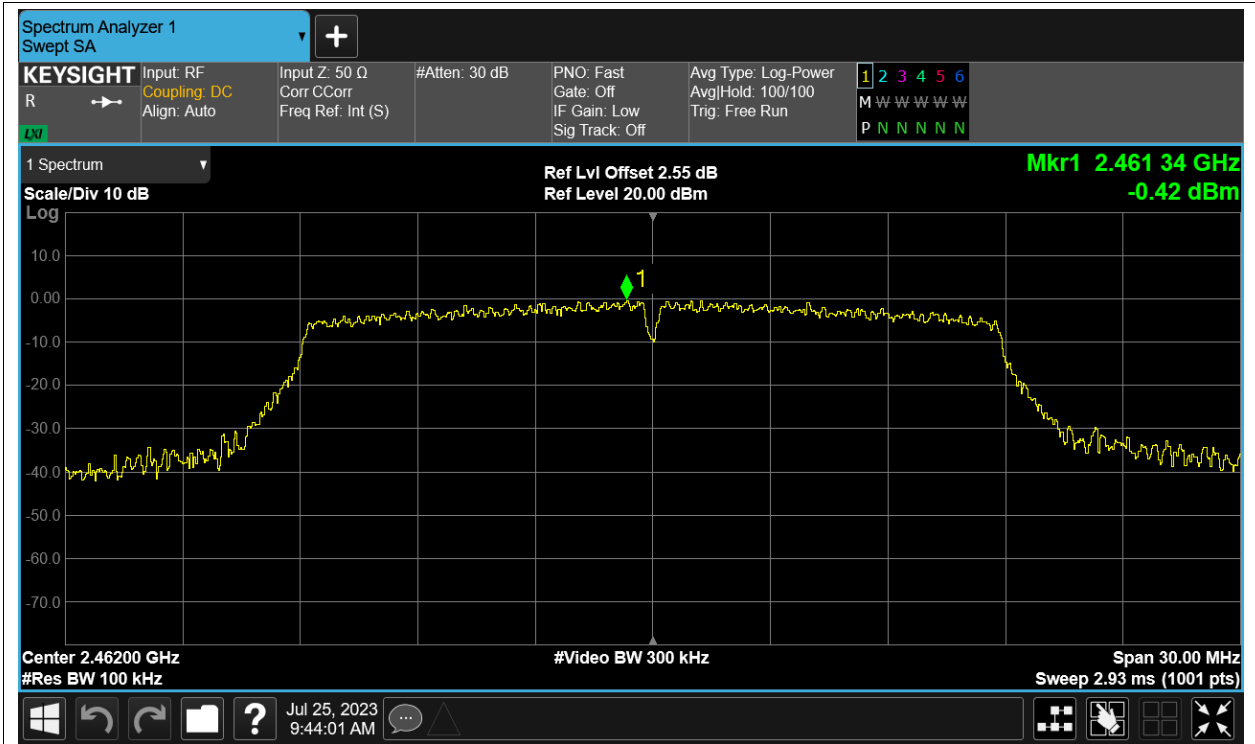 Spectrum Analyzer 1
Swept SA
KEYSIGHT
R
LXI
Input: RF
Coupling: DC
Align: Auto
Input Z: 50 Ω
Corr CCorr
Freq Ref: Int (S)
#Atten: 30 dB
PNO: Fast
Gate: Off
IF Gain: Low
Sig Track: Off
Avg Type: Log-Power
Avg|Hold: 100/100
Trig: Free Run
1 2 3 4 5 6
M W W W W W
P N N N N N
1 Spectrum
Scale/Div 10 dB
Log
Ref Lvl Offset 2.55 dB
Ref Level 20.00 dBm
Mkr1 2.461 34 GHz
-0.42 dBm
10.0
0.00
-10.0
-20.0
-30.0
-40.0
-50.0
-60.0
-70.0
1
Center 2.46200 GHz
#Res BW 100 kHz
#Video BW 300 kHz
Span 30.00 MHz
Sweep 2.93 ms (1001 pts)
?
Jul 25, 2023
9:44:01 AM